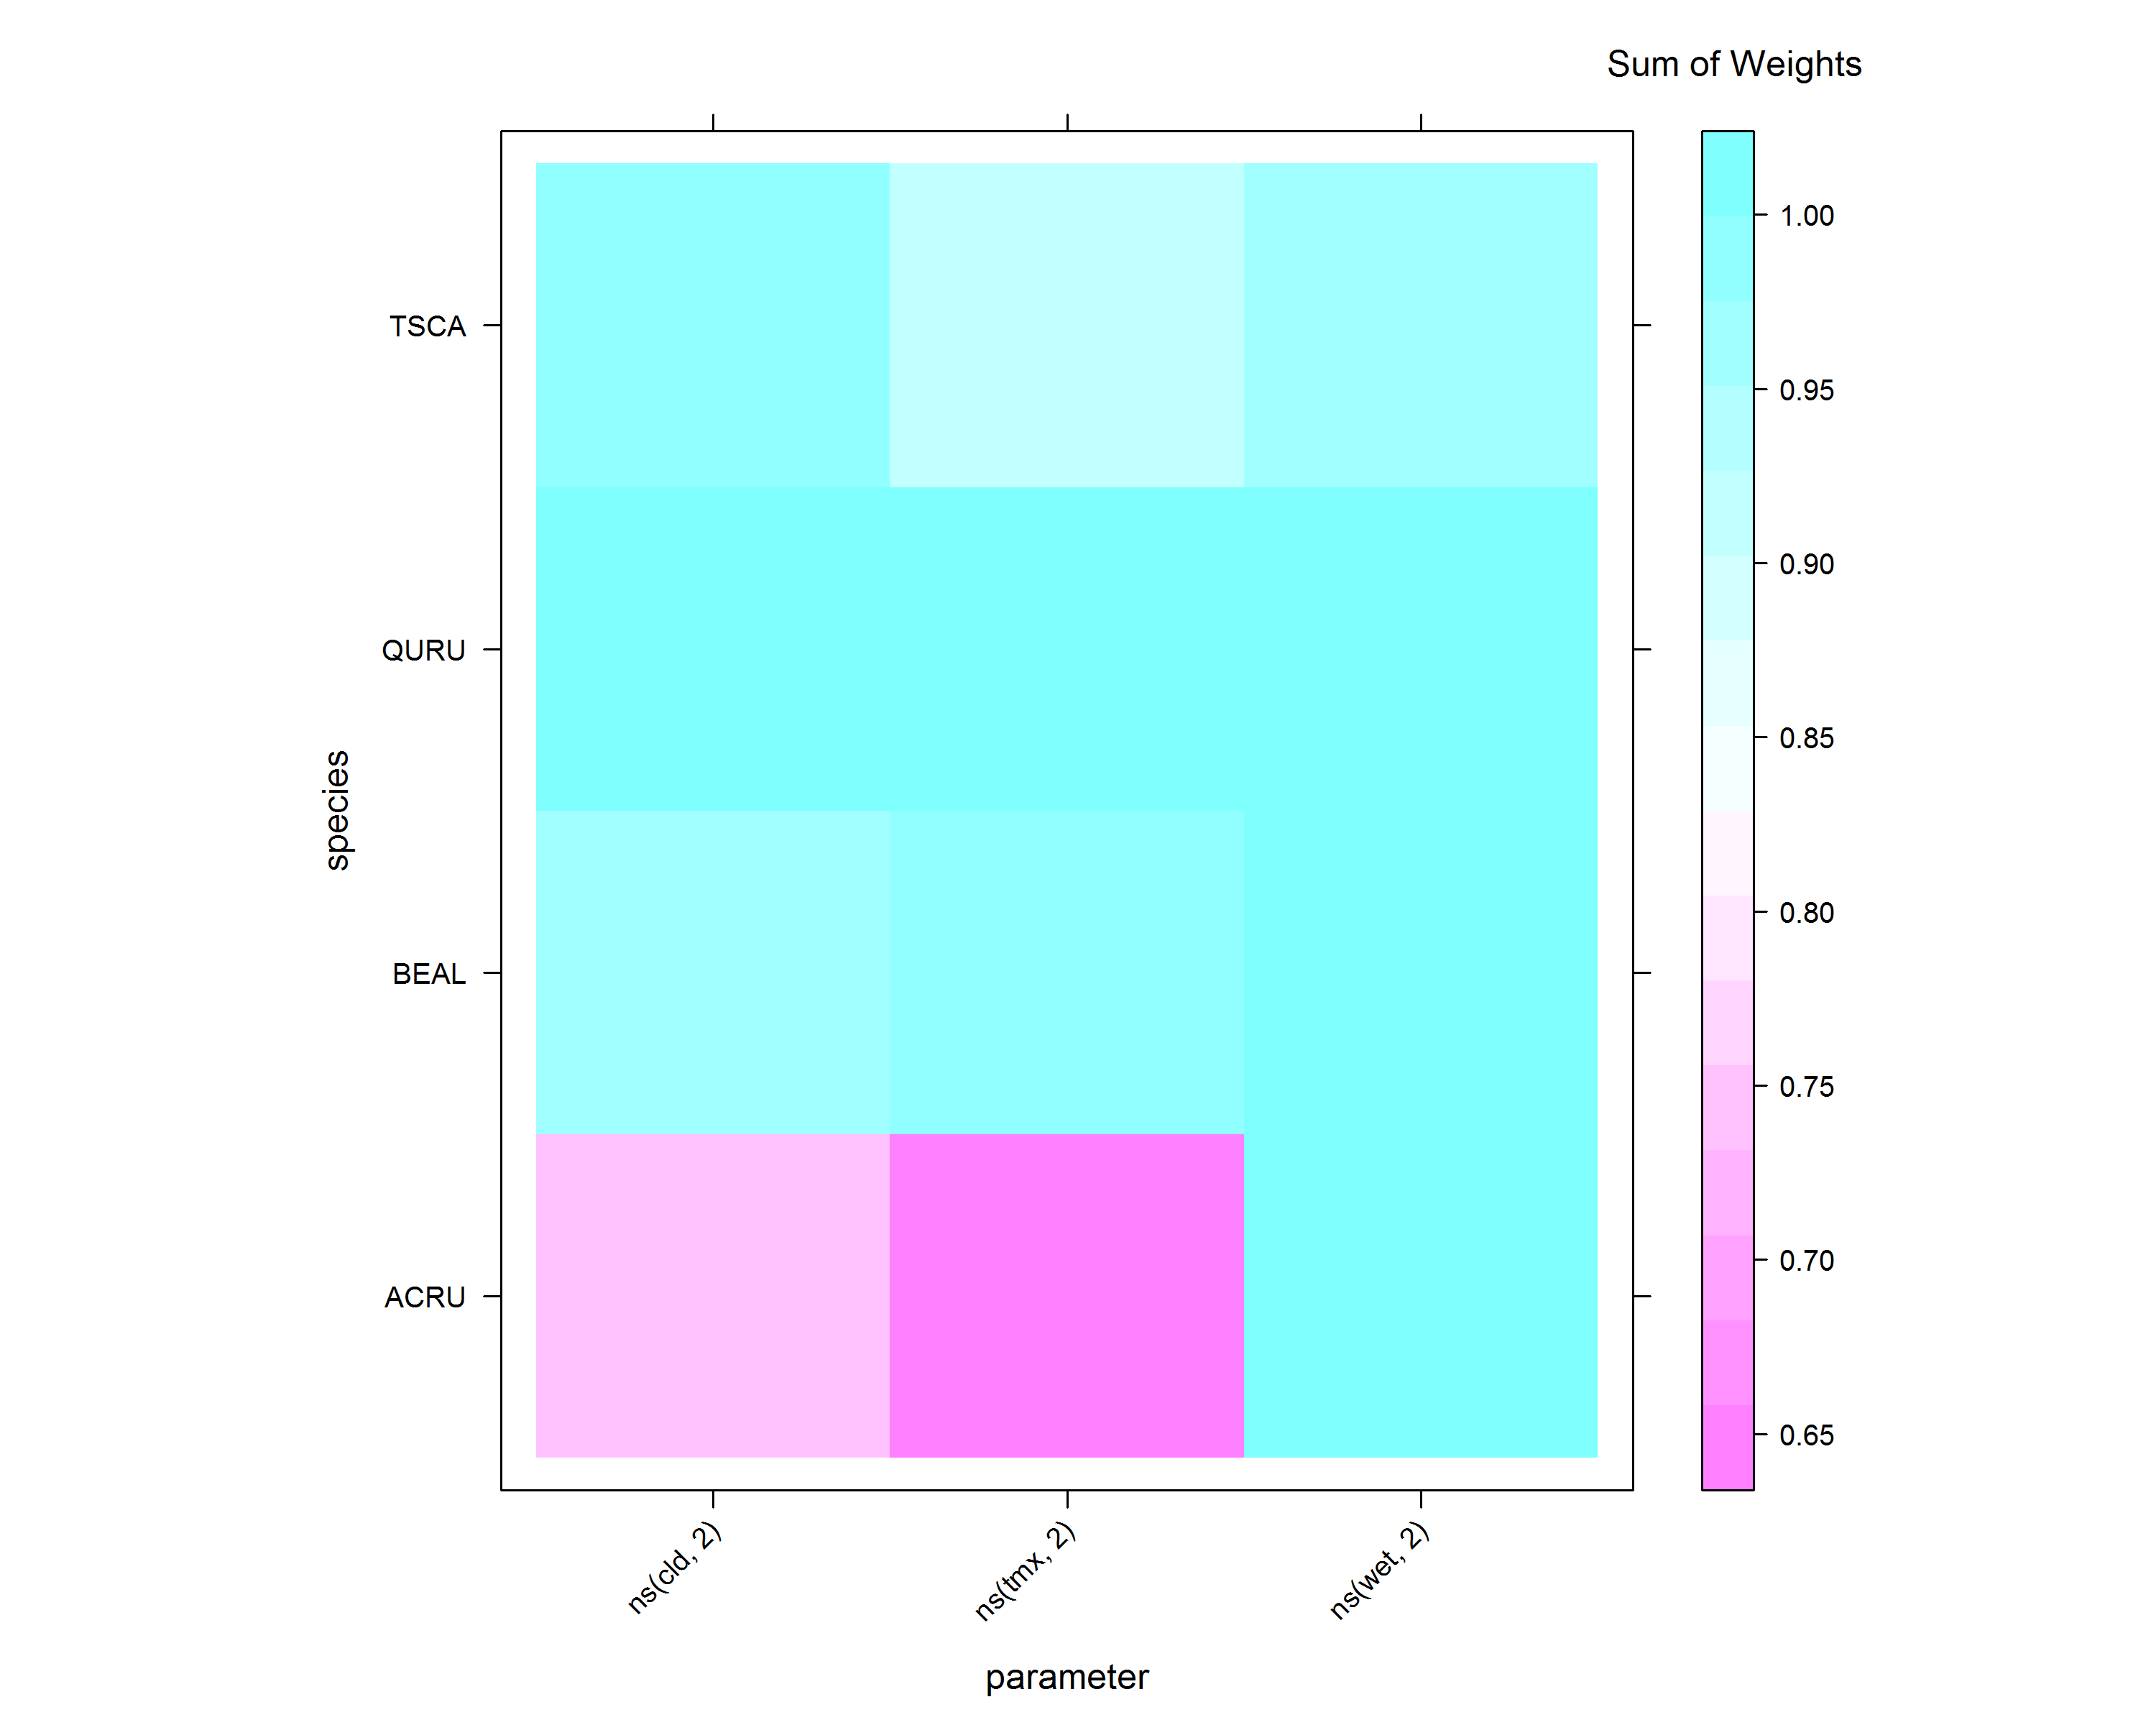 Sum of Weights
1.00
0.95
0.90
0.85
0.80
0.75
0.70
0.65
species
TSCA
QURU
BEAL
ACRU
ns(cld, 2)
ns(tmx, 2)
ns(wet, 2)
parameter